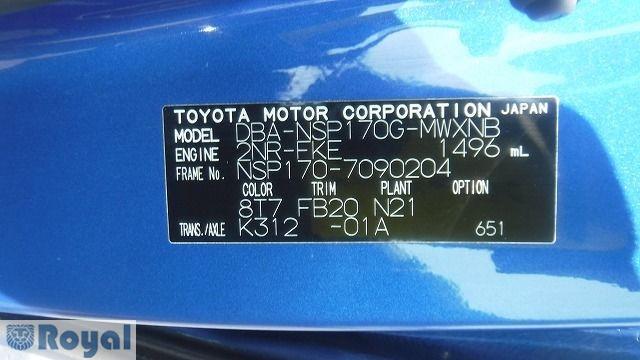 TOYOTA MOTOR CORPORATION JAPAN
MODEL DBA-NSP170G-MWXNB
ENGINE 2NR-FKE 1496 mL
FRAME No. NSP170-7090204
COLOR TRIM PLANT OPTION
8T7 FB20 N21
TRANS./AXLE K312 -01A 651
Royal